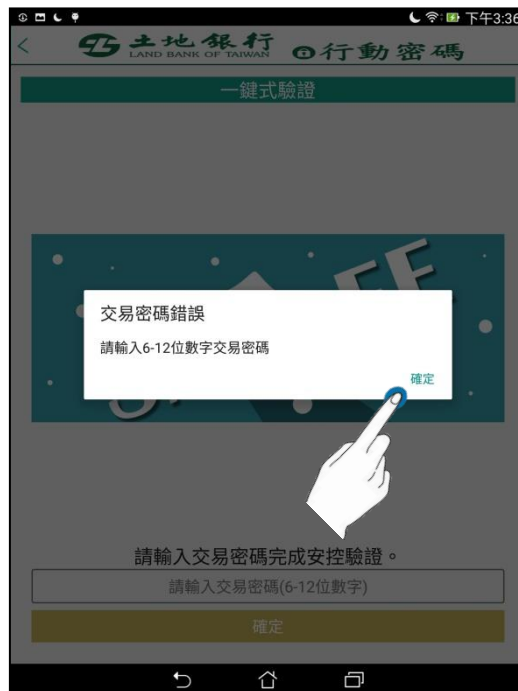 下午3:36
土地銀行
LAND BANK OF TAIWAN
行動密碼
一鍵式驗證
交易密碼錯誤
請輸入6-12位數字交易密碼
確定
請輸入交易密碼完成安控驗證。
請輸入交易密碼(6-12位數字)
確定